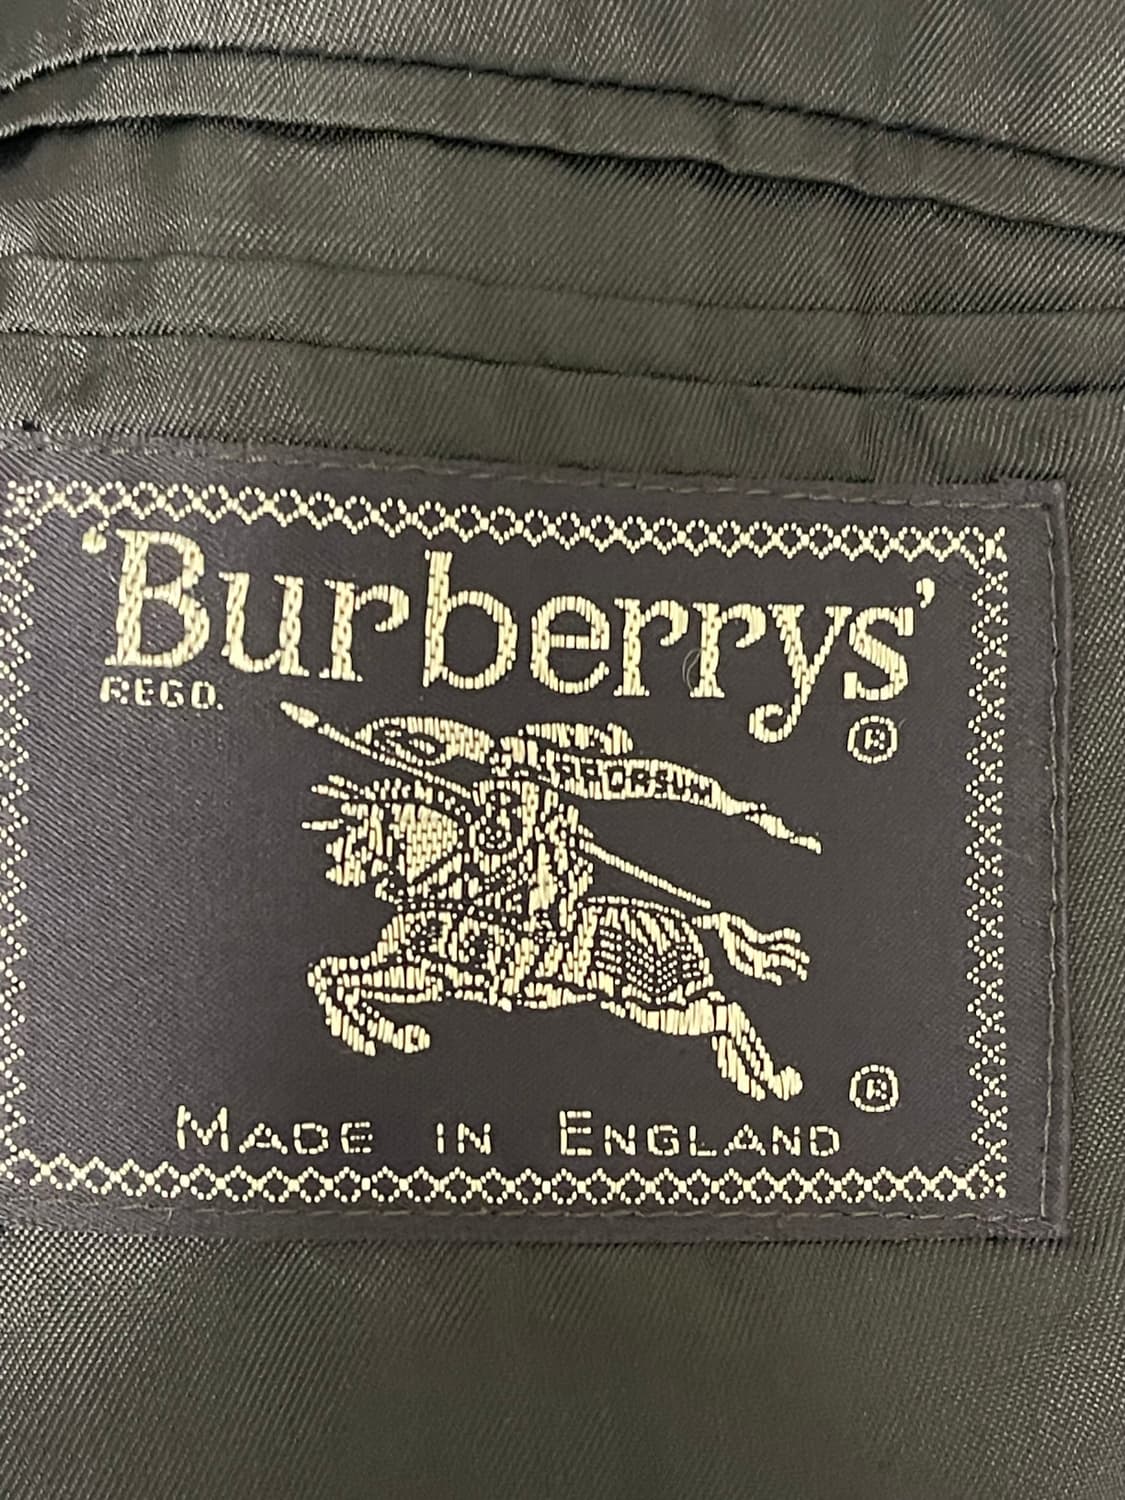 'Burberrys'
REGD.
®
PRORSUM
®
MADE IN ENGLAND